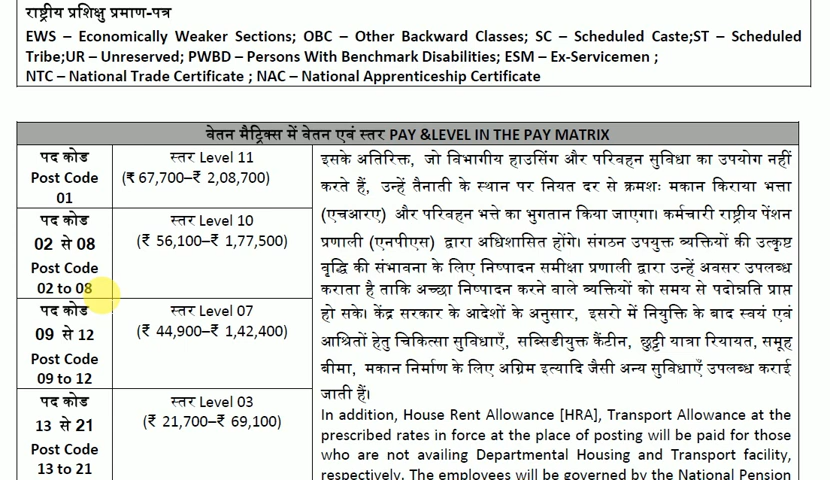 राष्ट्रीय प्रशिक्षु प्रमाण-पत्र
EWS – Economically Weaker Sections; OBC – Other Backward Classes; SC – Scheduled Caste;ST – Scheduled
Tribe;UR – Unreserved; PWBD – Persons With Benchmark Disabilities; ESM – Ex-Servicemen ;
NTC – National Trade Certificate ; NAC – National Apprenticeship Certificate
वेतन मैट्रिक्स में वेतन एवं स्तर PAY &LEVEL IN THE PAY MATRIX
पद कोड
Post Code
01
स्तर Level 11
(₹ 67,700–₹ 2,08,700)
पद कोड
02 से 08
Post Code
02 to 08
स्तर Level 10
(₹ 56,100–₹ 1,77,500)
पद कोड
09 से 12
Post Code
09 to 12
स्तर Level 07
(₹ 44,900–₹ 1,42,400)
पद कोड
13 से 21
Post Code
13 to 21
स्तर Level 03
(₹ 21,700–₹ 69,100)
इसके अतिरिक्त, जो विभागीय हाउसिंग और परिवहन सुविधा का उपयोग नहीं
करते हैं, उन्हें तैनाती के स्थान पर नियत दर से क्रमशः मकान किराया भत्ता
(एचआरए) और परिवहन भत्ते का भुगतान किया जाएगा। कर्मचारी राष्ट्रीय पेंशन
प्रणाली (एनपीएस) द्वारा अधिशासित होंगे। संगठन उपयुक्त व्यक्तियों की उत्कृष्ट
वृद्धि की संभावना के लिए निष्पादन समीक्षा प्रणाली द्वारा उन्हें अवसर उपलब्ध
कराता है ताकि अच्छा निष्पादन करने वाले व्यक्तियों को समय से पदोन्नति प्राप्त
हो सके। केंद्र सरकार के आदेशों के अनुसार, इसरो में नियुक्ति के बाद स्वयं एवं
आश्रितों हेतु चिकित्सा सुविधाएँ, सब्सिडीयुक्त कैंटीन, छुट्टी यात्रा रियायत, समूह
बीमा, मकान निर्माण के लिए अग्रिम इत्यादि जैसी अन्य सुविधाएँ उपलब्ध कराई
जाती हैं।
In addition, House Rent Allowance [HRA], Transport Allowance at the
prescribed rates in force at the place of posting will be paid for those
who are not availing Departmental Housing and Transport facility,
respectively. The employees will be governed by the National Pension